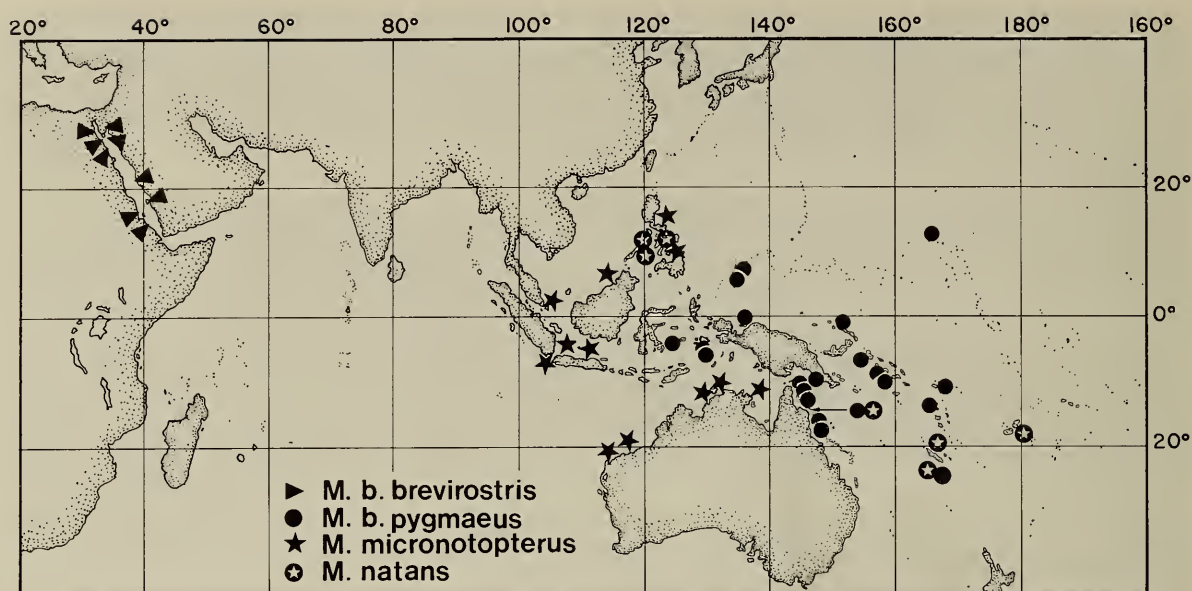 20° 40° 60° 80° 100° 120° 140° 160° 180° 160°
20°
0°
20°
M. b. brevirostris
M. b. pygmaeus
M. micronotopterus
M. natans